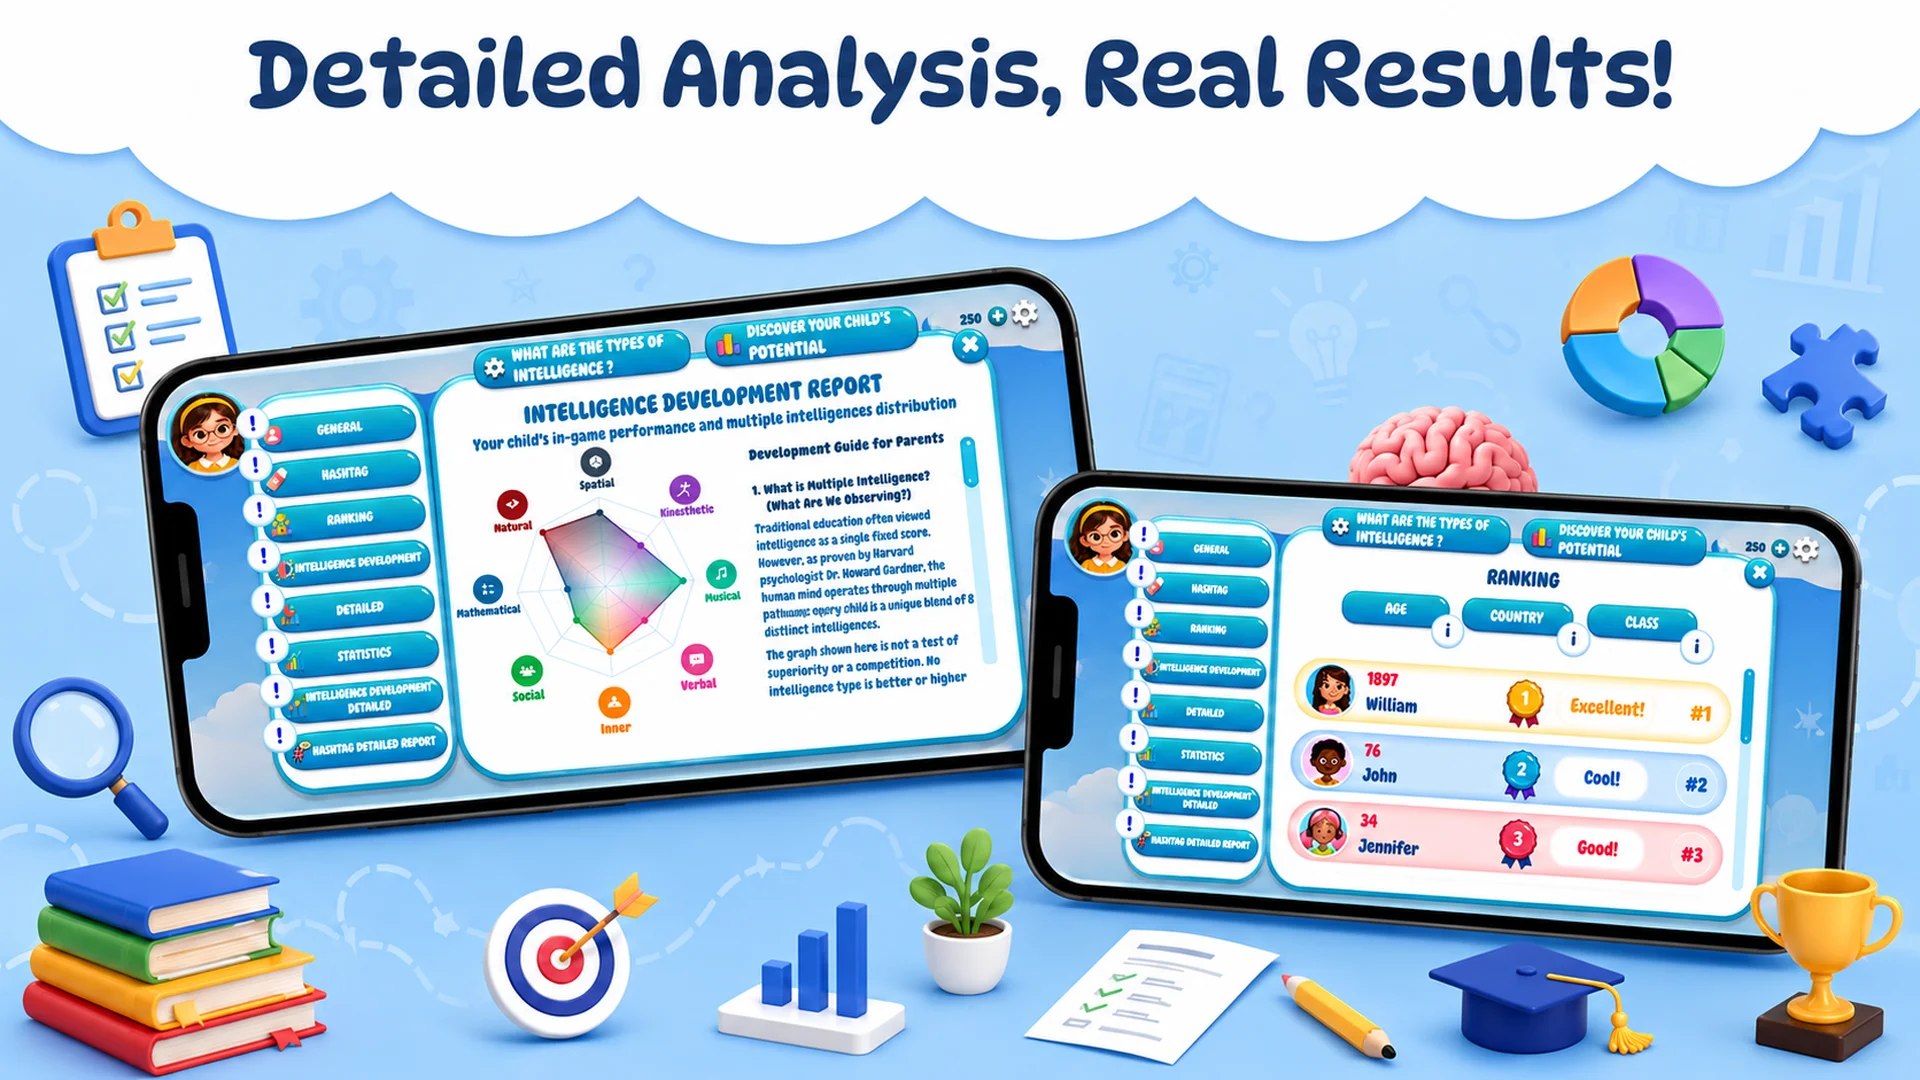 Detailed Analysis, Real Results!
WHAT ARE THE TYPES OF
INTELLIGENCE ?
DISCOVER YOUR CHILD'S
POTENTIAL
250
GENERAL
HASHTAG
RANKING
INTELLIGENCE DEVELOPMENT
DETAILED
STATISTICS
INTELLIGENCE DEVELOPMENT
DETAILED
HASHTAG DETAILED REPORT
INTELLIGENCE DEVELOPMENT REPORT
Your child's in-game performance and multiple intelligences distribution
Spatial
Kinesthetic
Natural
Musical
Mathematical
Verbal
Social
Inner
Development Guide for Parents
1. What is Multiple Intelligence?
(What Are We Observing?)
Traditional education often viewed
intelligence as a single fixed score.
However, as proven by Harvard
psychologist Dr. Howard Gardner, the
human mind operates through multiple
child is a unique blend of 8
distlinct intelligences.
The graph shown here is not a test of
superiority or a competition. No
intelligence type is better or higher
WHAT ARE THE TYPES OF
INTELLIGENCE ?
DISCOVER YOUR CHILD'S
POTENTIAL
250
GENERAL
HASHTAG
RANKING
INTELLIGENCE DEVELOPMENT
DETAILED
STATISTICS
INTELLIGENCE DEVELOPMENT
DETAILED
HASHTAG DETAILED REPORT
RANKING
AGE
i
COUNTRY
i
CLASS
i
1897
William
1
Excellent!
#1
76
John
2
Cool!
#2
34
Jennifer
3
Good!
#3